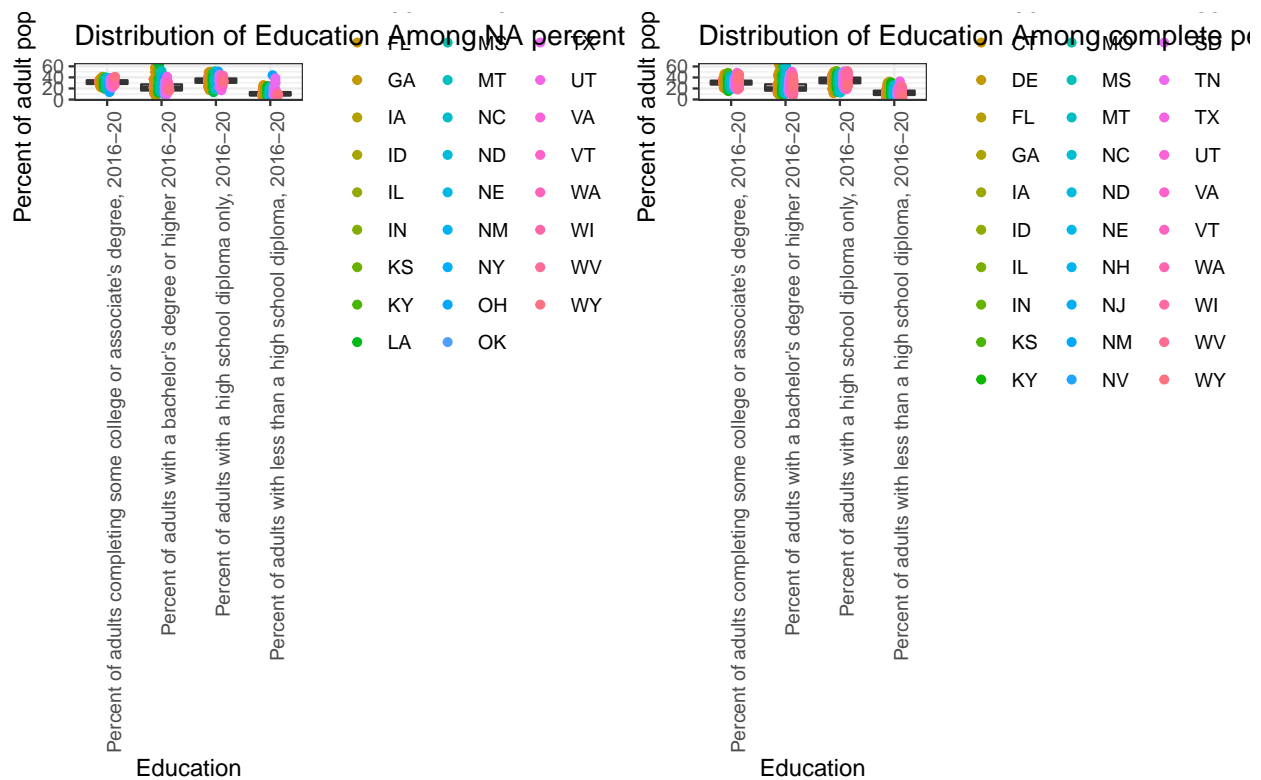 Distribution of Education Among NA percent
Percent of adult pop
60
40
20
0
Percent of adults completing some college or associate's degree, 2016−20
Percent of adults with a bachelor's degree or higher 2016−20
Percent of adults with a high school diploma only, 2016−20
Percent of adults with less than a high school diploma, 2016−20
Education
FL MS TX
GA MT UT
IA NC VA
ID ND VT
IL NE WA
IN NM WI
KS NY WV
KY OH WY
LA OK
Distribution of Education Among complete pe
Percent of adult pop
60
40
20
0
Percent of adults completing some college or associate's degree, 2016−20
Percent of adults with a bachelor's degree or higher 2016−20
Percent of adults with a high school diploma only, 2016−20
Percent of adults with less than a high school diploma, 2016−20
Education
CT MO SD
DE MS TN
FL MT TX
GA NC UT
IA ND VA
ID NE VT
IL NH WA
IN NJ WI
KS NM WV
KY NV WY